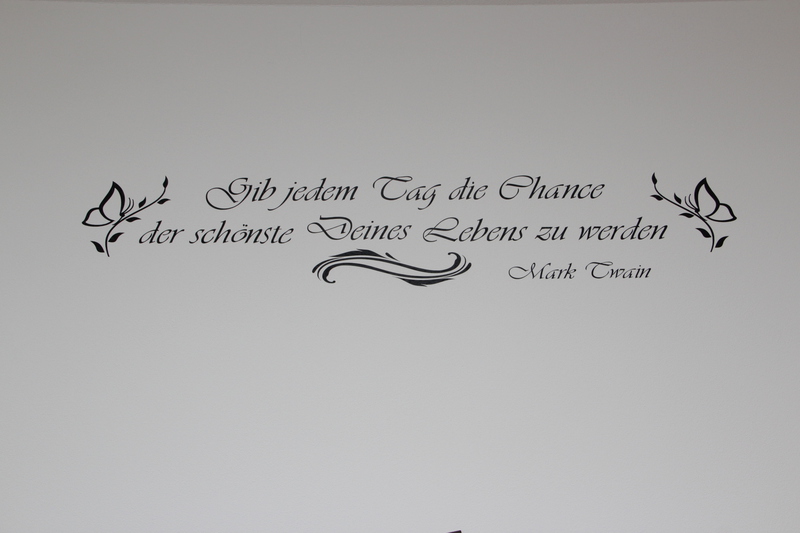 Gib jedem Tag die Chance
der schönste Deines Lebens zu werden
Mark Twain